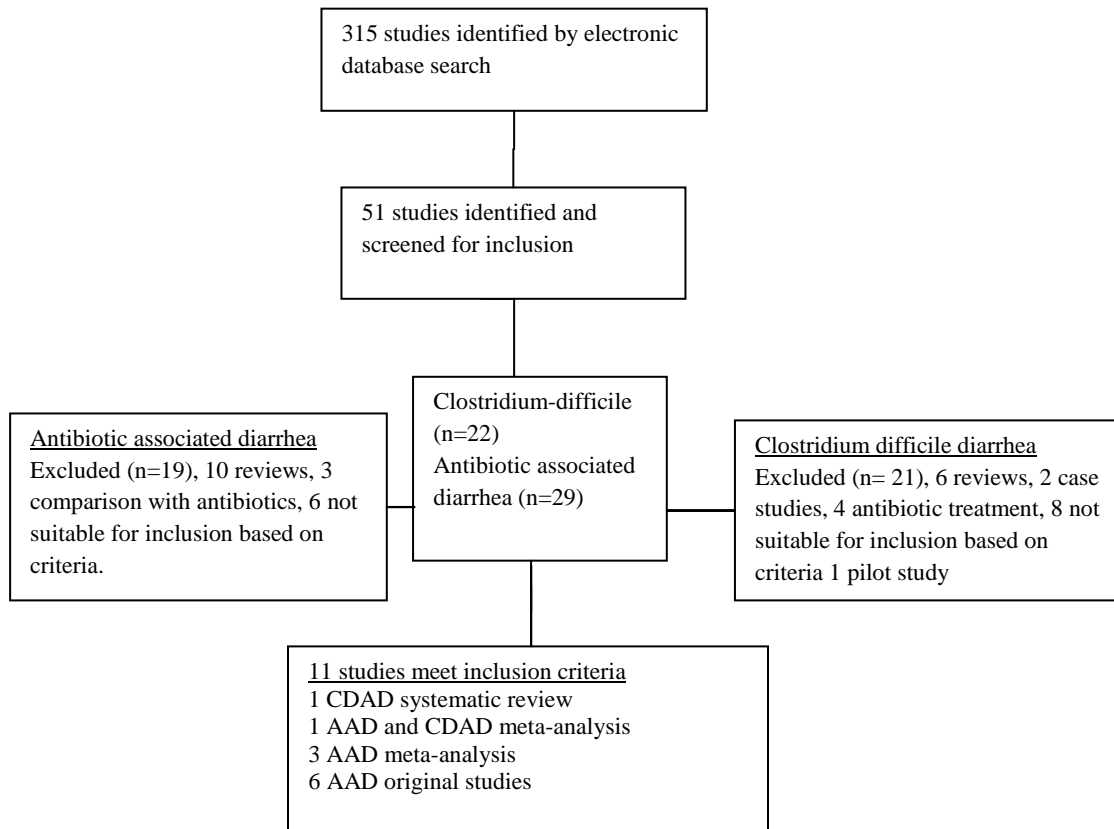 315 studies identified by electronic
database search
51 studies identified and
screened for inclusion
Clostridium-difficile
(n=22)
Antibiotic associated
diarrhea (n=29)
Antibiotic associated diarrhea
Excluded (n=19), 10 reviews, 3
comparison with antibiotics, 6 not
suitable for inclusion based on
criteria.
Clostridium difficile diarrhea
Excluded (n= 21), 6 reviews, 2 case
studies, 4 antibiotic treatment, 8 not
suitable for inclusion based on
criteria 1 pilot study
11 studies meet inclusion criteria
1 CDAD systematic review
1 AAD and CDAD meta-analysis
3 AAD meta-analysis
6 AAD original studies